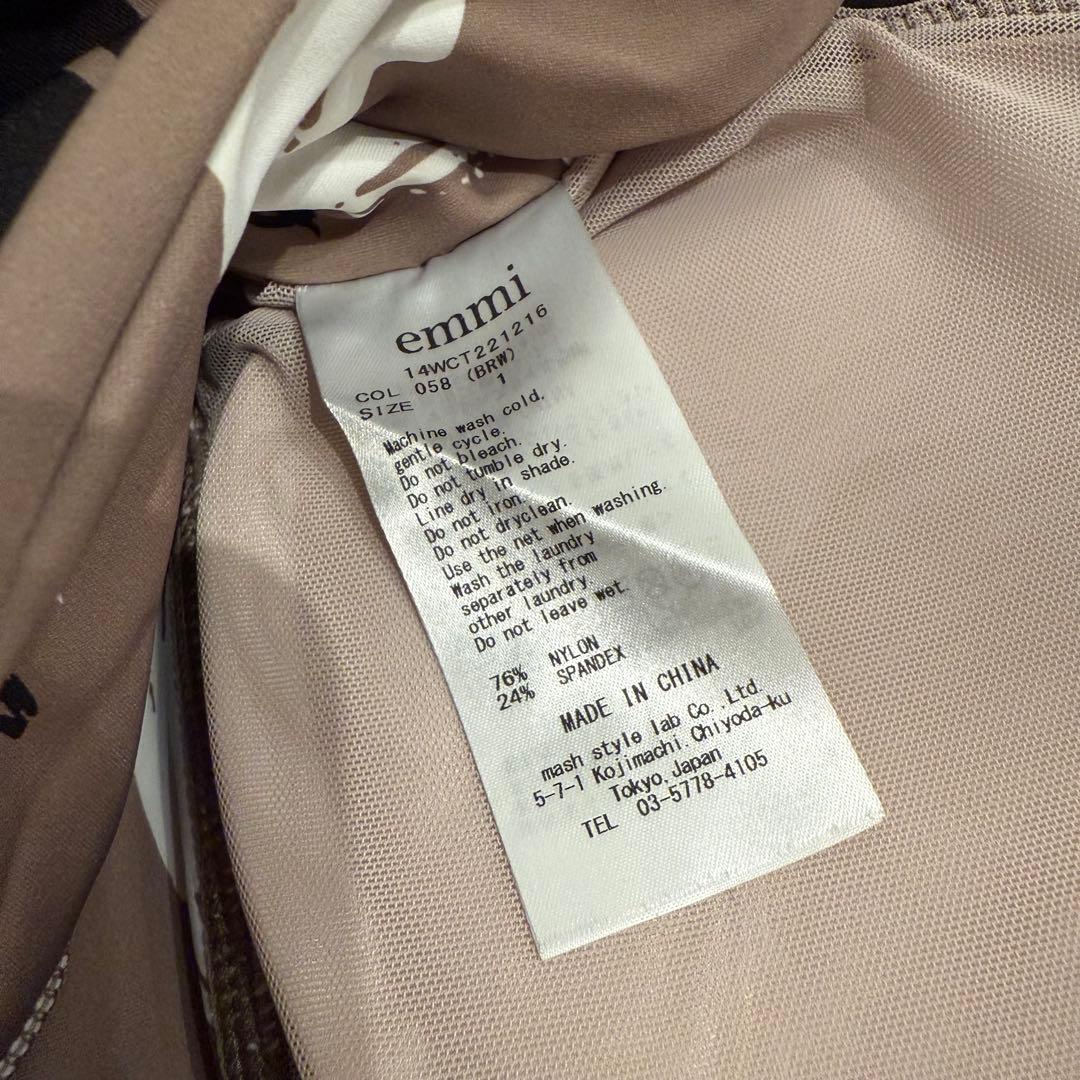 emmi
14WCT221216
COL 058 (BRW)
SIZE 1
Machine wash cold,
gentle cycle.
Do not bleach.
Do not tumble dry.
Line dry in shade.
Do not iron.
Do not dryclean.
Use the net when washing.
Wash the laundry
separately from
other laundry.
Do not leave wet.
76% NYLON
24% SPANDEX
MADE IN CHINA
mash style lab Co.,Ltd
5-7-1 Kojimachi.Chiyoda-ku
Tokyo.Japan
TEL 03-5778-4105